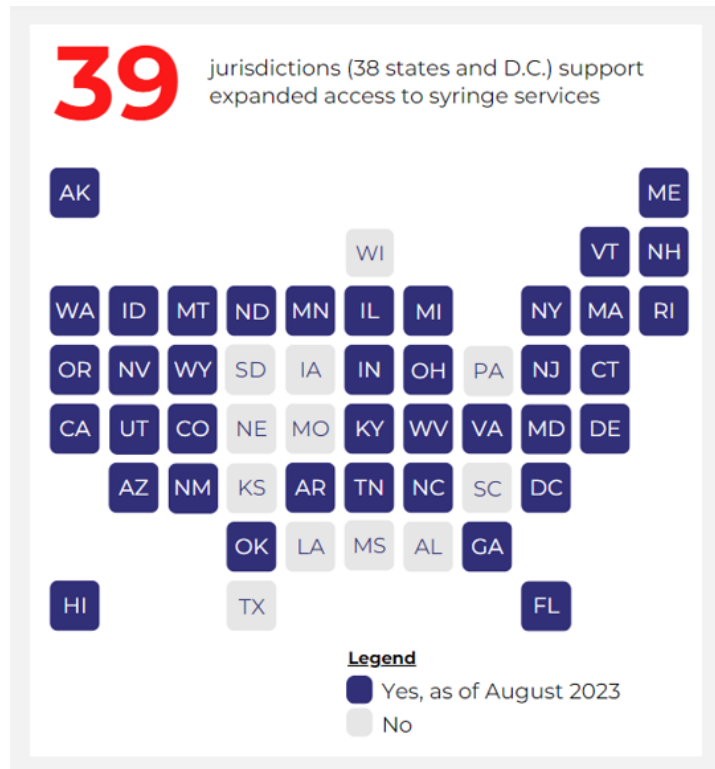 39
jurisdictions (38 states and D.C.) support
expanded access to syringe services
AK ME
WI VT NH
WA ID MT ND MN IL MI NY MA RI
OR NV WY SD IA IN OH PA NJ CT
CA UT CO NE MO KY WV VA MD DE
AZ NM KS AR TN NC SC DC
OK LA MS AL GA
HI TX FL
Legend
Yes, as of August 2023
No